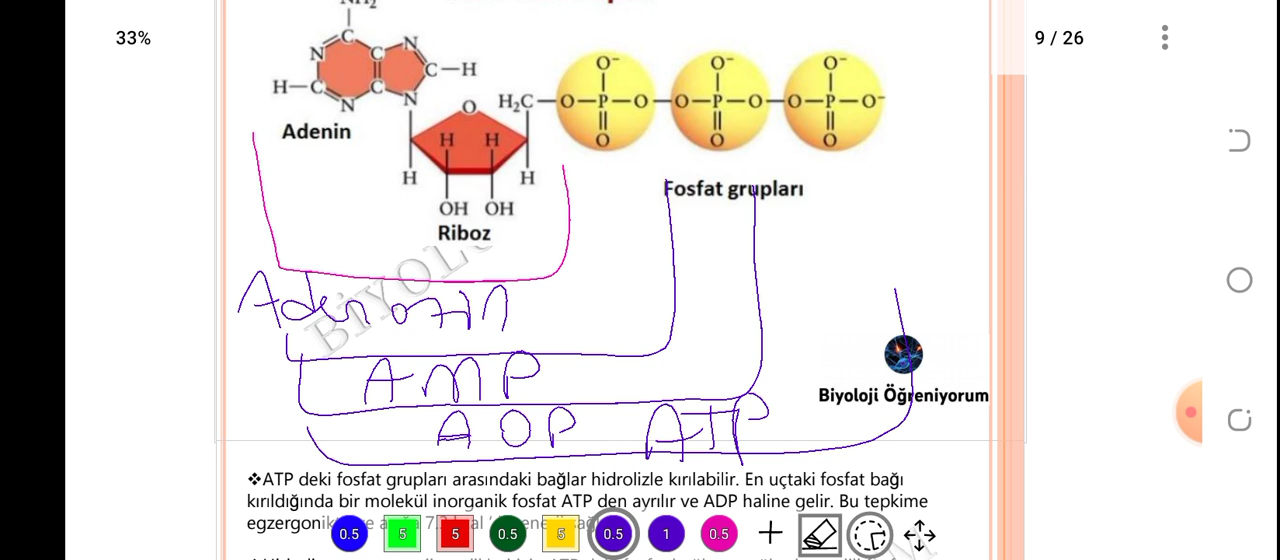 33%
9 / 26
NH₂
N C C N
H–C N C N C–H
Adenin
O H₂C–O–P–O–O–P–O–O–P–O⁻
O⁻ O⁻ O⁻
O O O
H H
H H
OH OH
Riboz
Fosfat grupları
BİYOL
Adenozin
AMP
ADP ATP
Biyoloji Öğreniyorum
❖ATP deki fosfat grupları arasındaki bağlar hidrolizle kırılabilir. En uçtaki fosfat bağı
kırıldığında bir molekül inorganik fosfat ATP den ayrılır ve ADP haline gelir. Bu tepkime
egzergonik
0.5 5 5 0.5 5 0.5 1 0.5